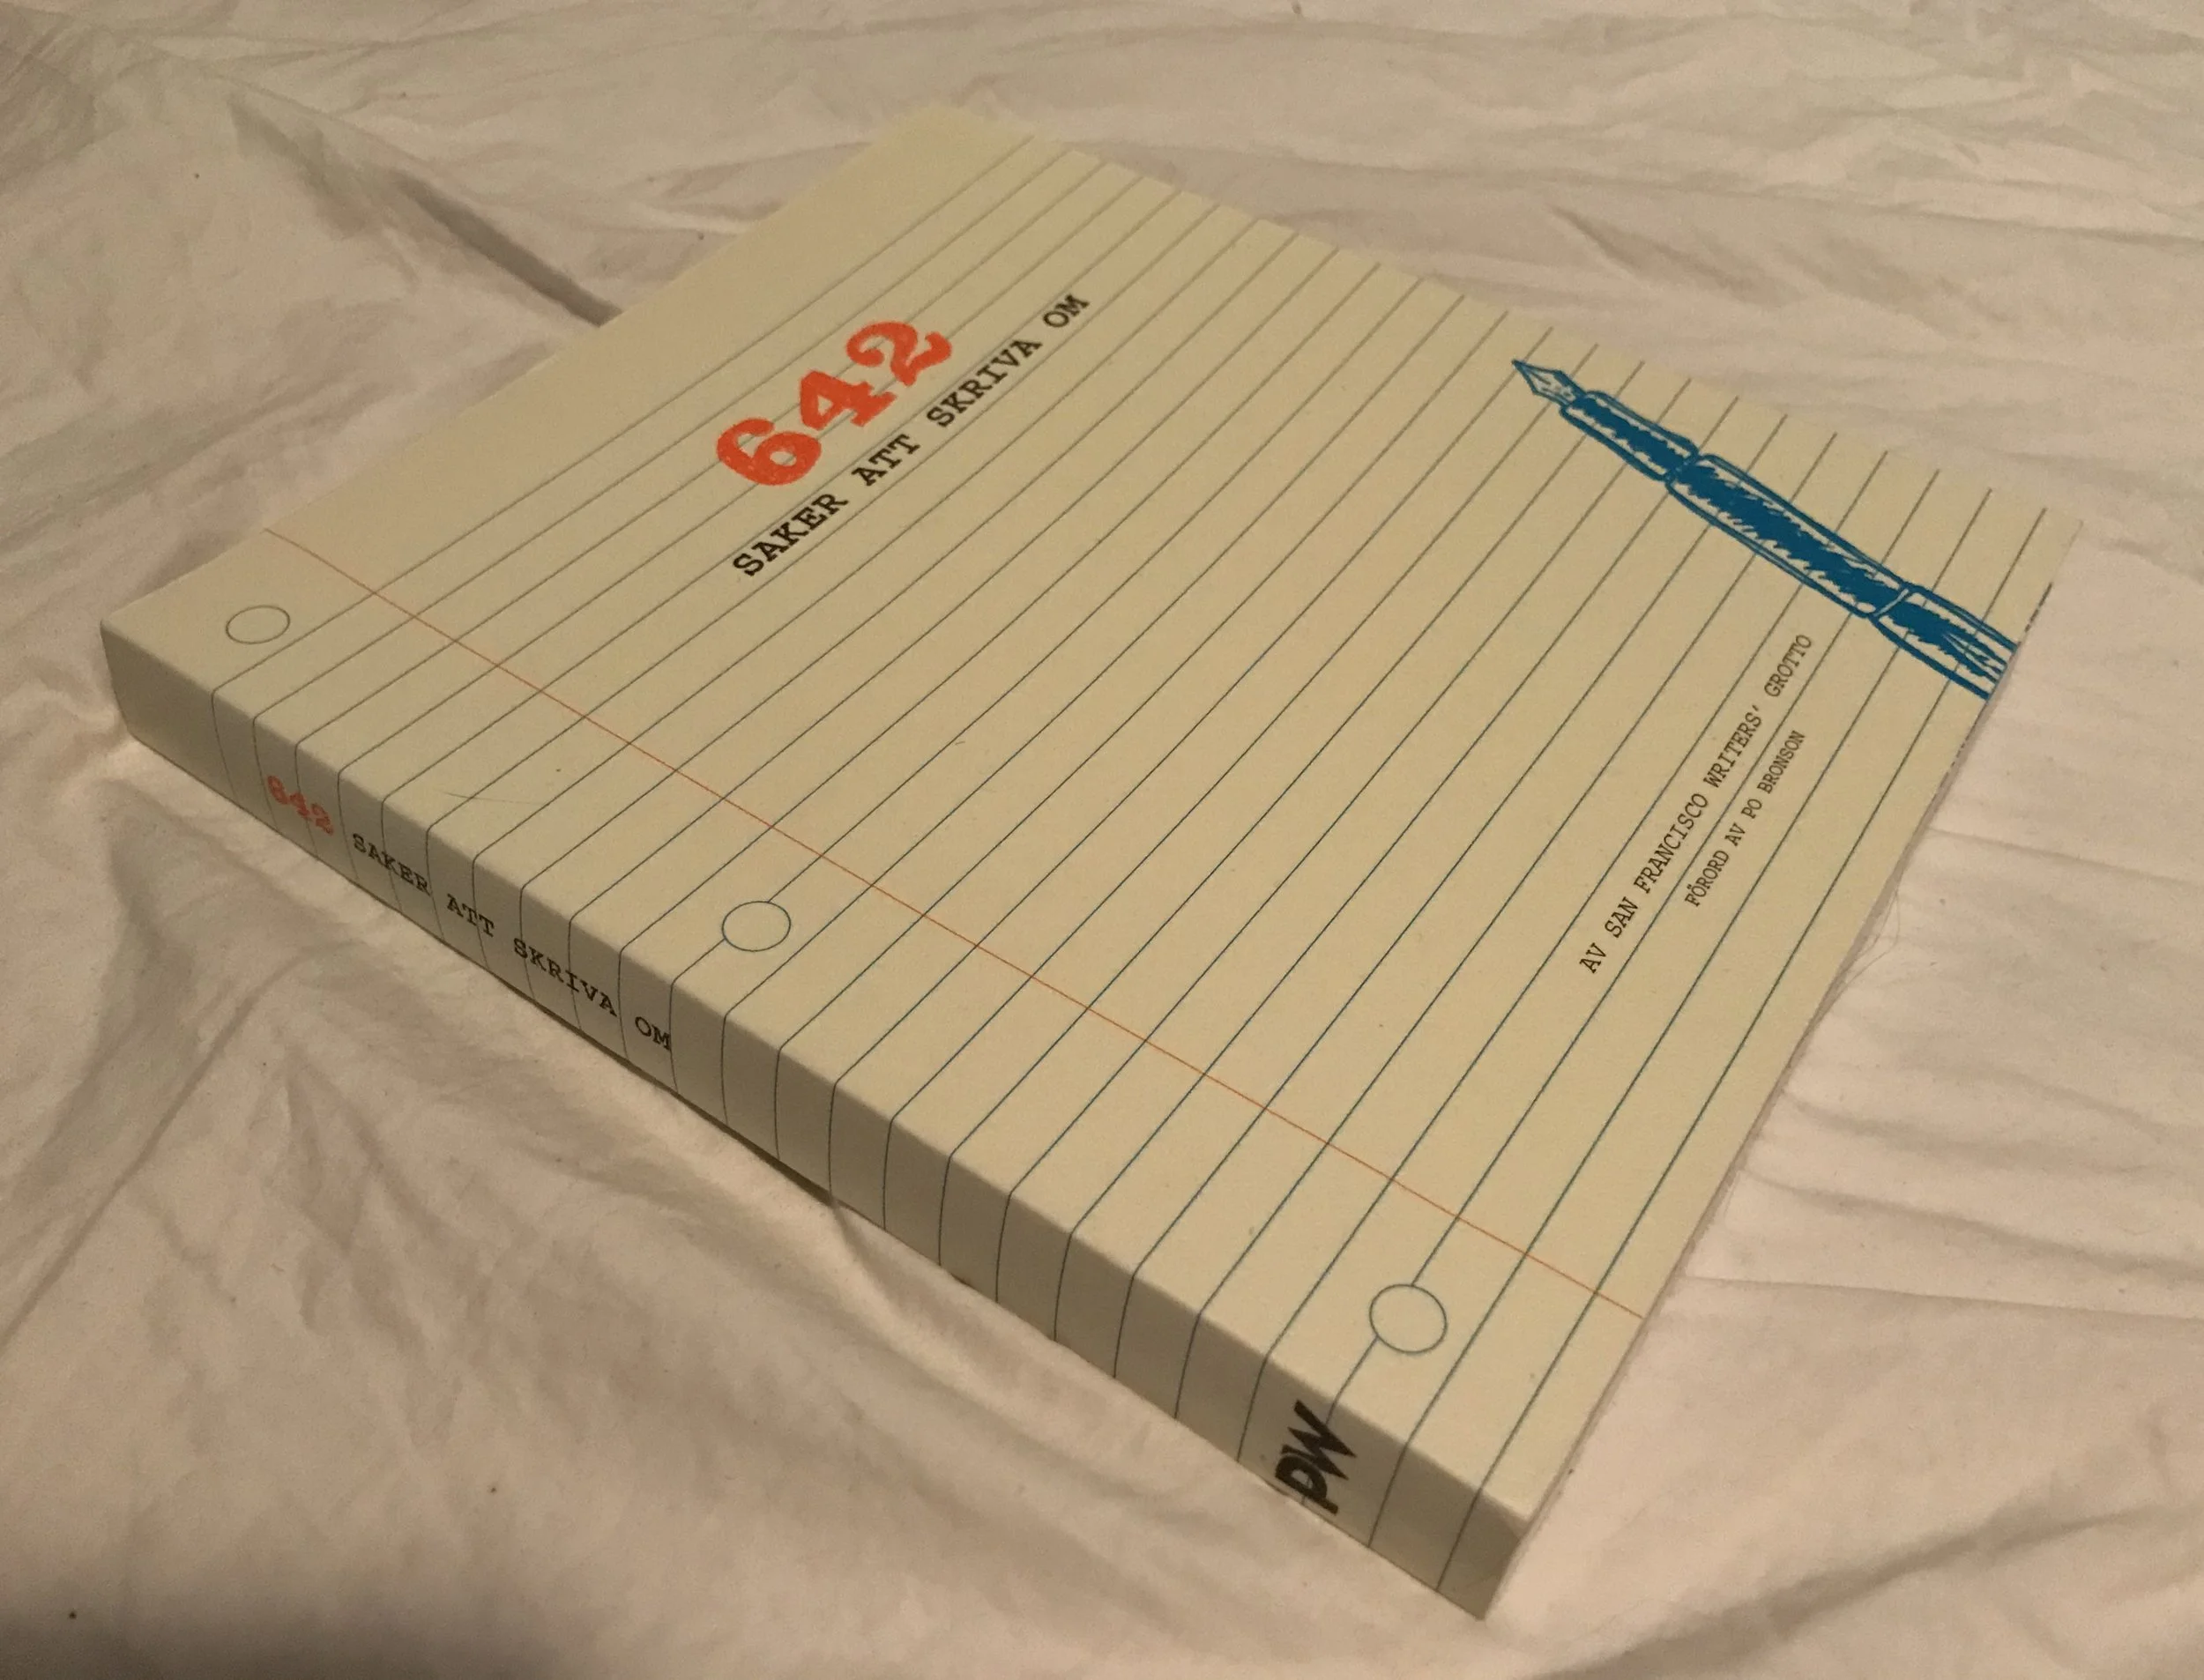 642
SAKER ATT SKRIVA OM
AV SAN FRANCISCO WRITERS' GROTTO
FÖRORD AV PO BRONSON
642 SAKER ATT SKRIVA OM
PW